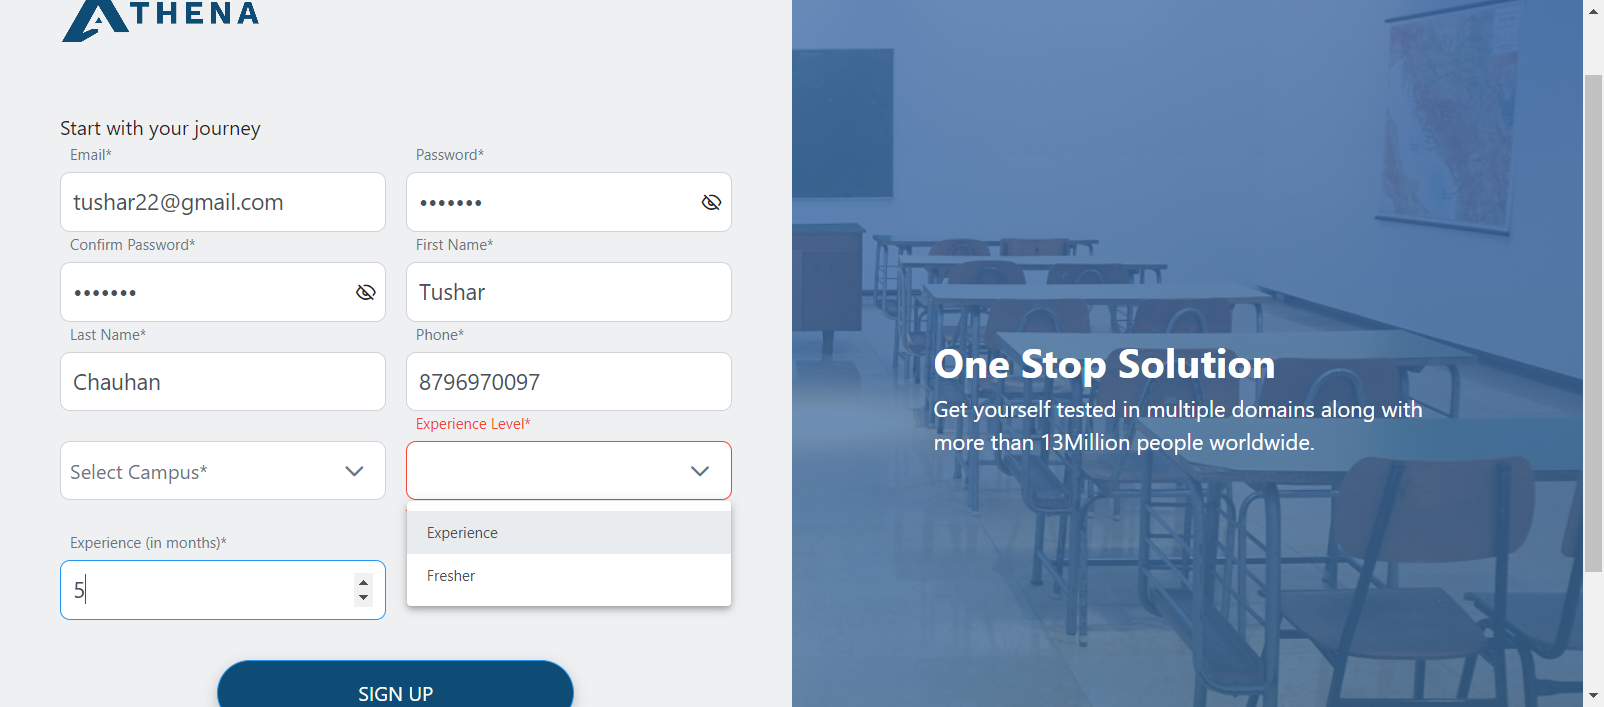 ATHENA
Start with your journey
Email*
Password*
tushar22@gmail.com
•••••••
Confirm Password*
First Name*
•••••••
Tushar
Last Name*
Phone*
Chauhan
8796970097
Experience Level*
Select Campus*
Experience
Fresher
Experience (in months)*
5
SIGN UP
One Stop Solution
Get yourself tested in multiple domains along with
more than 13Million people worldwide.